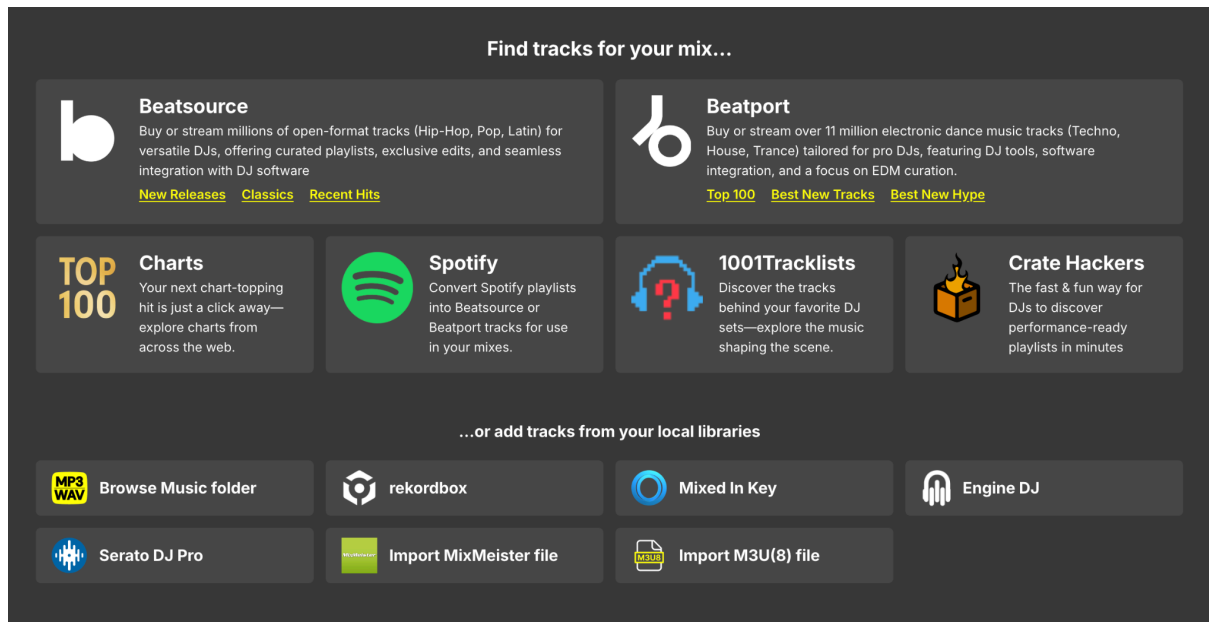 Find tracks for your mix...
Beatsource
Buy or stream millions of open-format tracks (Hip-Hop, Pop, Latin) for
versatile DJs, offering curated playlists, exclusive edits, and seamless
integration with DJ software
New Releases Classics Recent Hits
Beatport
Buy or stream over 11 million electronic dance music tracks (Techno,
House, Trance) tailored for pro DJs, featuring DJ tools, software
integration, and a focus on EDM curation.
Top 100 Best New Tracks Best New Hype
TOP
100
Charts
Your next chart-topping
hit is just a click away—
explore charts from
across the web.
Spotify
Convert Spotify playlists
into Beatsource or
Beatport tracks for use
in your mixes.
?
1001Tracklists
Discover the tracks
behind your favorite DJ
sets—explore the music
shaping the scene.
Crate Hackers
The fast & fun way for
DJs to discover
performance-ready
playlists in minutes
...or add tracks from your local libraries
MP3
WAV
Browse Music folder
rekordbox
Mixed In Key
Engine DJ
Serato DJ Pro
MixMeister
Import MixMeister file
M3U8
Import M3U(8) file